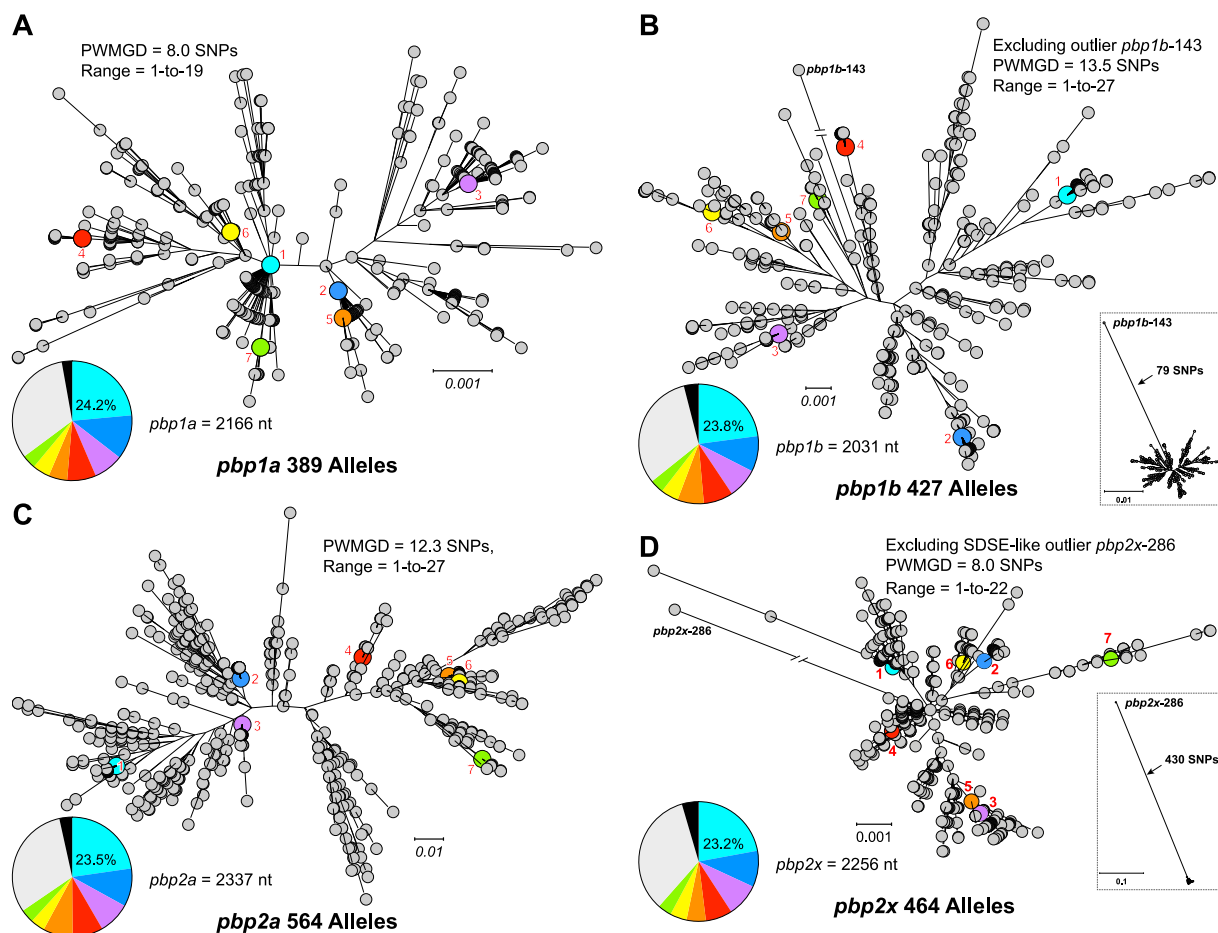 A
PWMGD = 8.0 SNPs
Range = 1-to-19
3
6
4
1
2
5
7
0.001
24.2%
pbp1a = 2166 nt
pbp1a 389 Alleles
B
Excluding outlier pbp1b-143
PWMGD = 13.5 SNPs
Range = 1-to-27
pbp1b-143
4
1
7
5
6
3
2
0.001
23.8%
pbp1b = 2031 nt
pbp1b 427 Alleles
pbp1b-143
79 SNPs
0.01
C
PWMGD = 12.3 SNPs,
Range = 1-to-27
4
5
6
2
3
1
7
0.01
23.5%
pbp2a = 2337 nt
pbp2a 564 Alleles
D
Excluding SDSE-like outlier pbp2x-286
PWMGD = 8.0 SNPs
Range = 1-to-22
pbp2x-286
7
1
6
2
4
5
3
0.001
23.2%
pbp2x = 2256 nt
pbp2x 464 Alleles
pbp2x-286
430 SNPs
0.1